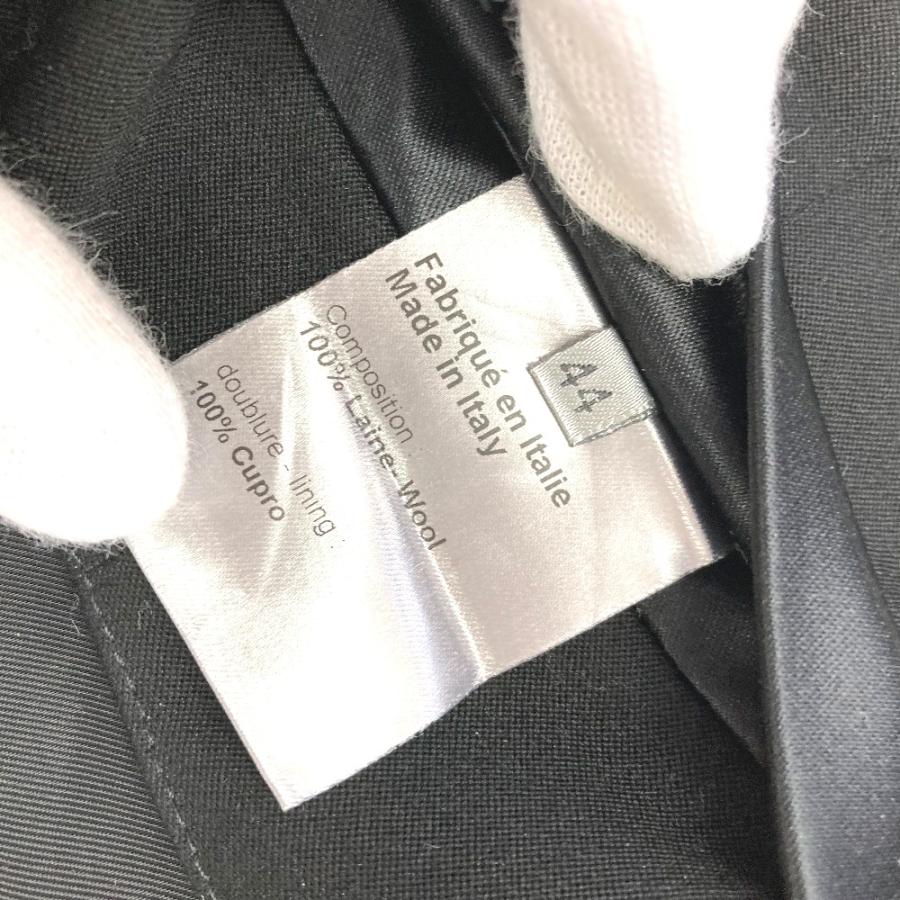 44
Fabriqué en Italie
Made in Italy
Composition :
100% Laine- Wool
doublure - lining :
100% Cupro